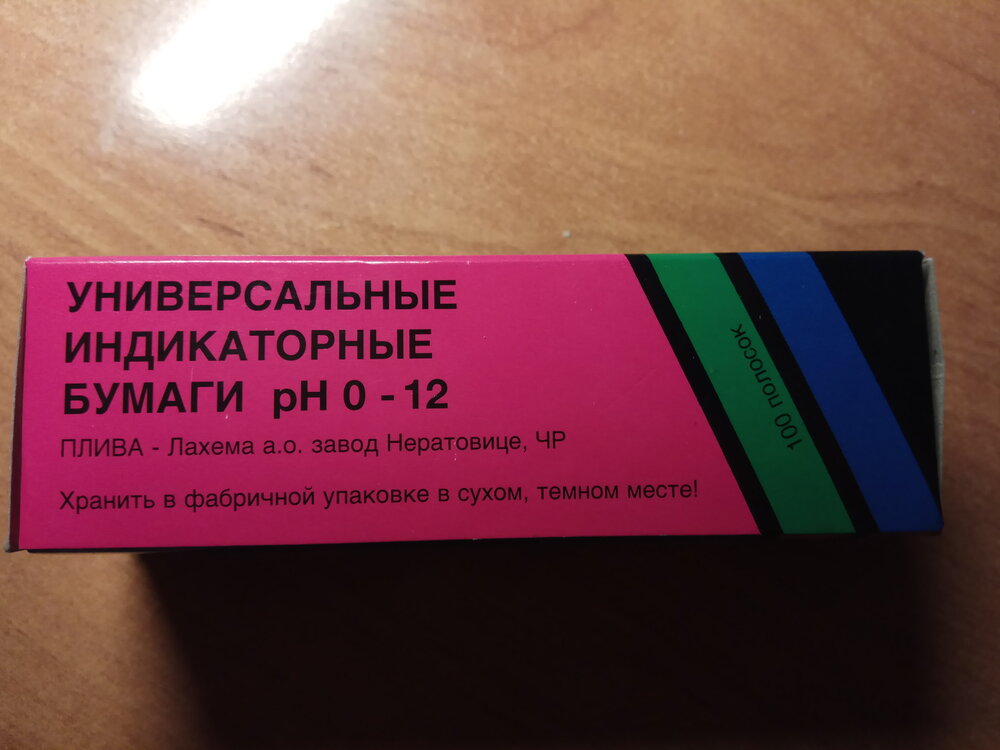 УНИВЕРСАЛЬНЫЕ
ИНДИКАТОРНЫЕ
БУМАГИ pH 0 - 12
ПЛИВА - Лахема а.о. завод Нератовице, ЧР
Хранить в фабричной упаковке в сухом, темном месте!
100 полосок